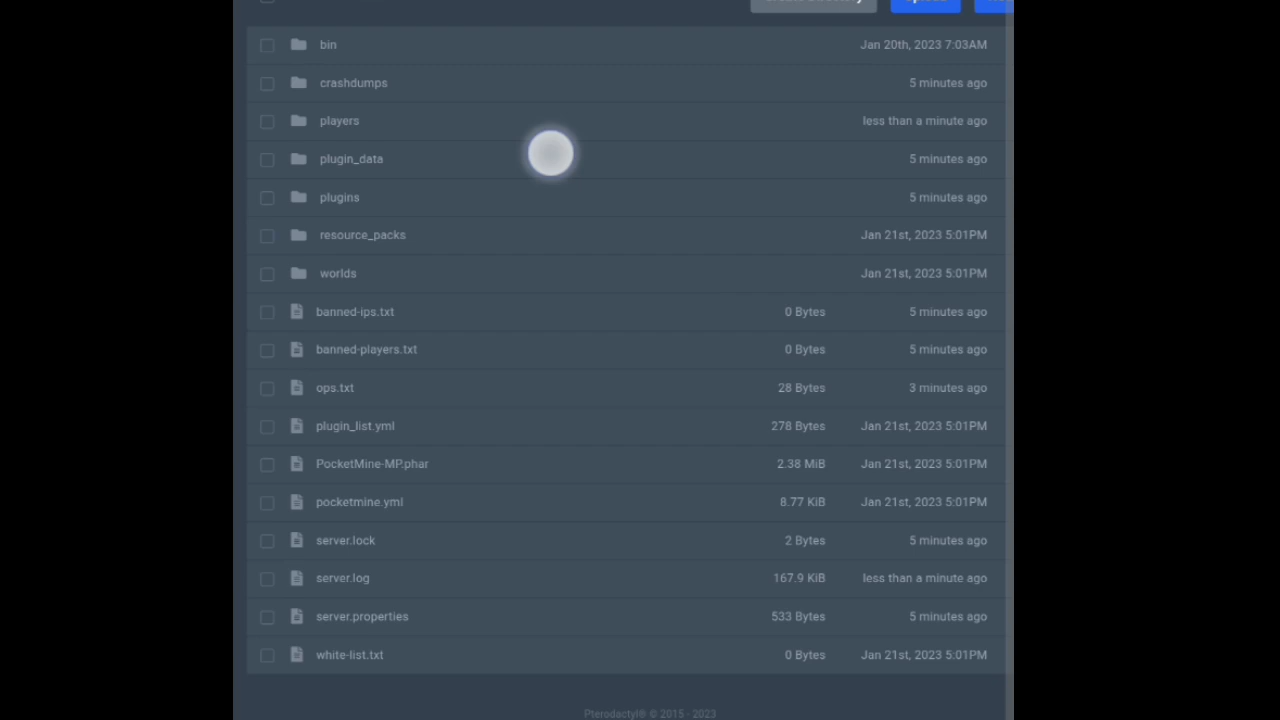 bin Jan 20th, 2023 7:03AM
crashdumps 5 minutes ago
players less than a minute ago
plugin_data 5 minutes ago
plugins 5 minutes ago
resource_packs Jan 21st, 2023 5:01PM
worlds Jan 21st, 2023 5:01PM
banned-ips.txt 0 Bytes 5 minutes ago
banned-players.txt 0 Bytes 5 minutes ago
ops.txt 28 Bytes 3 minutes ago
plugin_list.yml 278 Bytes Jan 21st, 2023 5:01PM
PocketMine-MP.phar 2.38 MiB Jan 21st, 2023 5:01PM
pocketmine.yml 8.77 KiB Jan 21st, 2023 5:01PM
server.lock 2 Bytes 5 minutes ago
server.log 167.9 KiB less than a minute ago
server.properties 533 Bytes 5 minutes ago
white-list.txt 0 Bytes Jan 21st, 2023 5:01PM
Pterodactyl® © 2015 - 2023